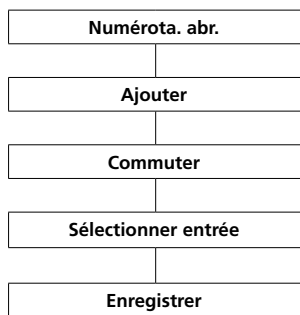 Numérota. abr.
Ajouter
Commuter
Sélectionner entrée
Enregistrer